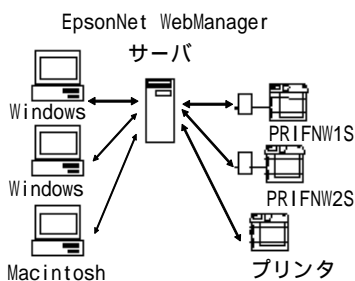 EpsonNet WebManager
サーバ
Windows
PRIFNW1S
Windows
PRIFNW2S
Macintosh
プリンタ